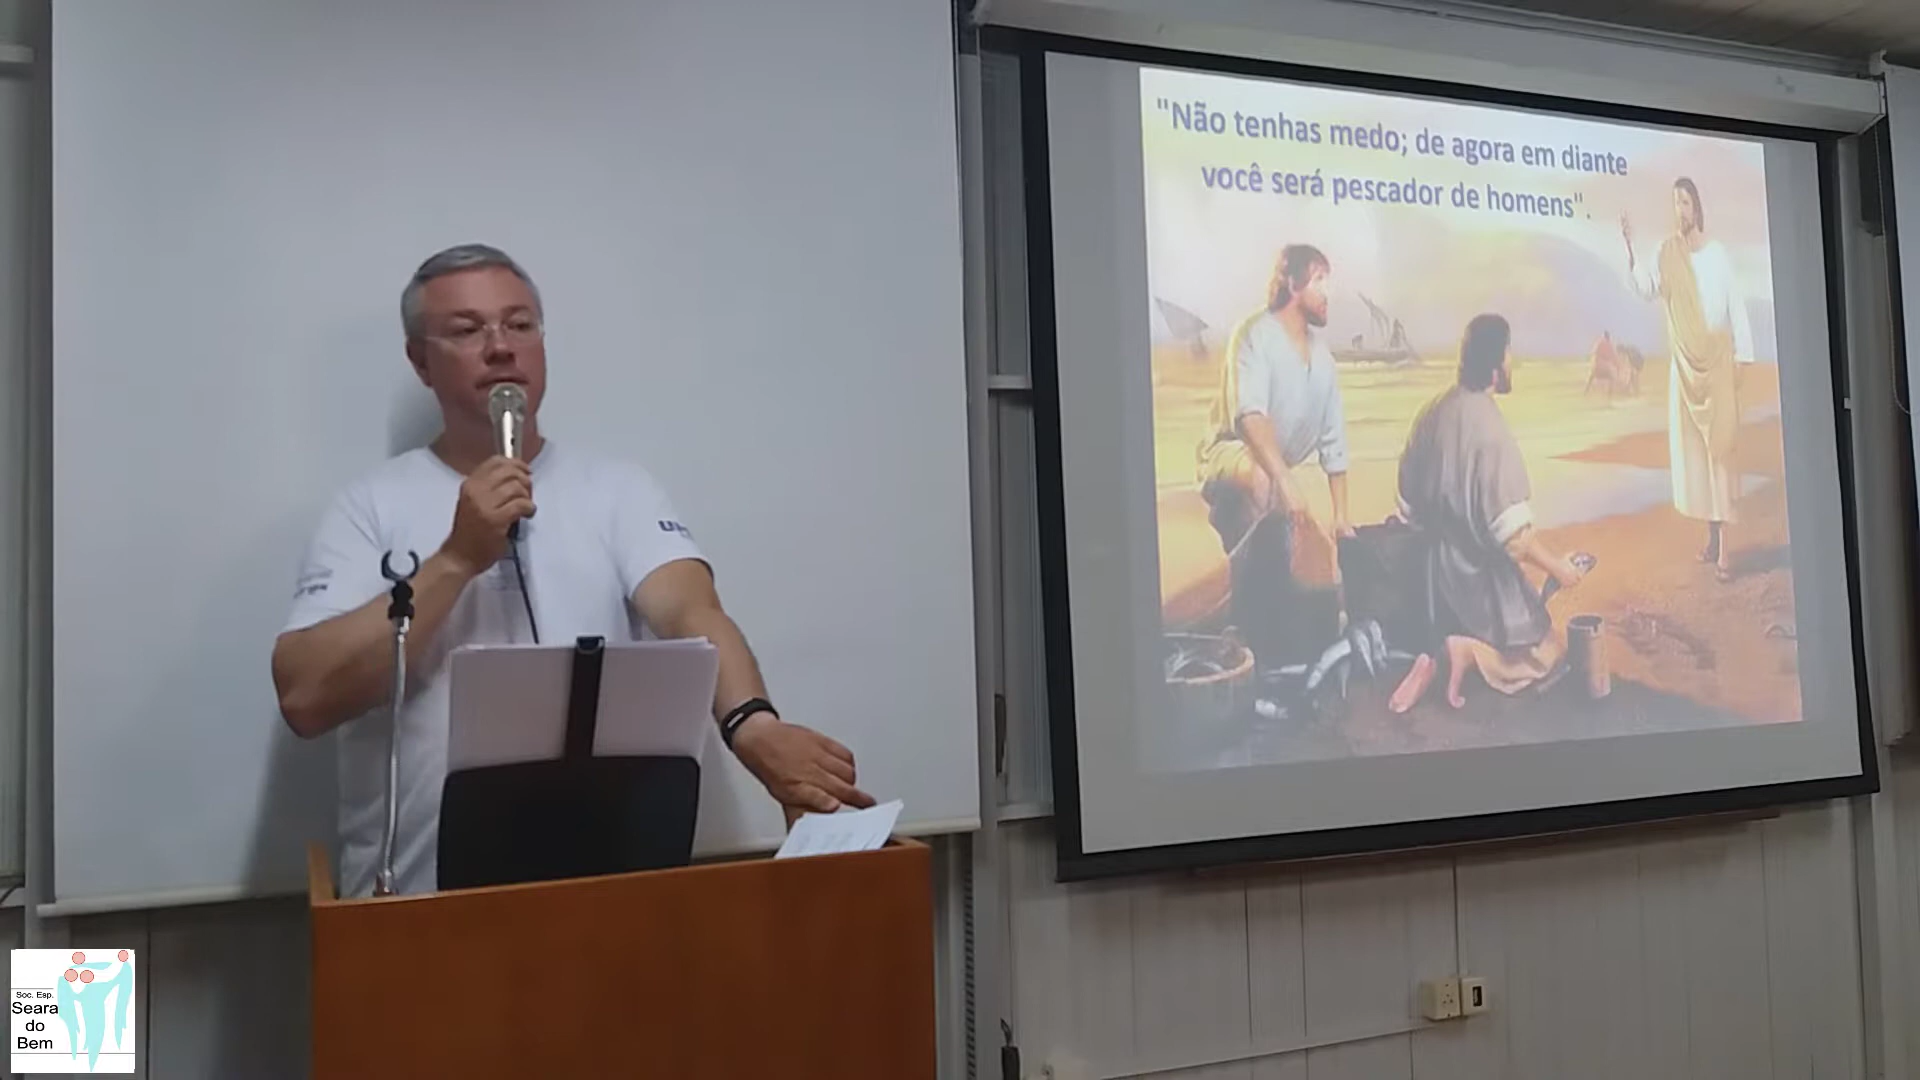 "Não tenhas medo; de agora em diante
você será pescador de homens".
Soc. Esp.
Seara
do
Bem